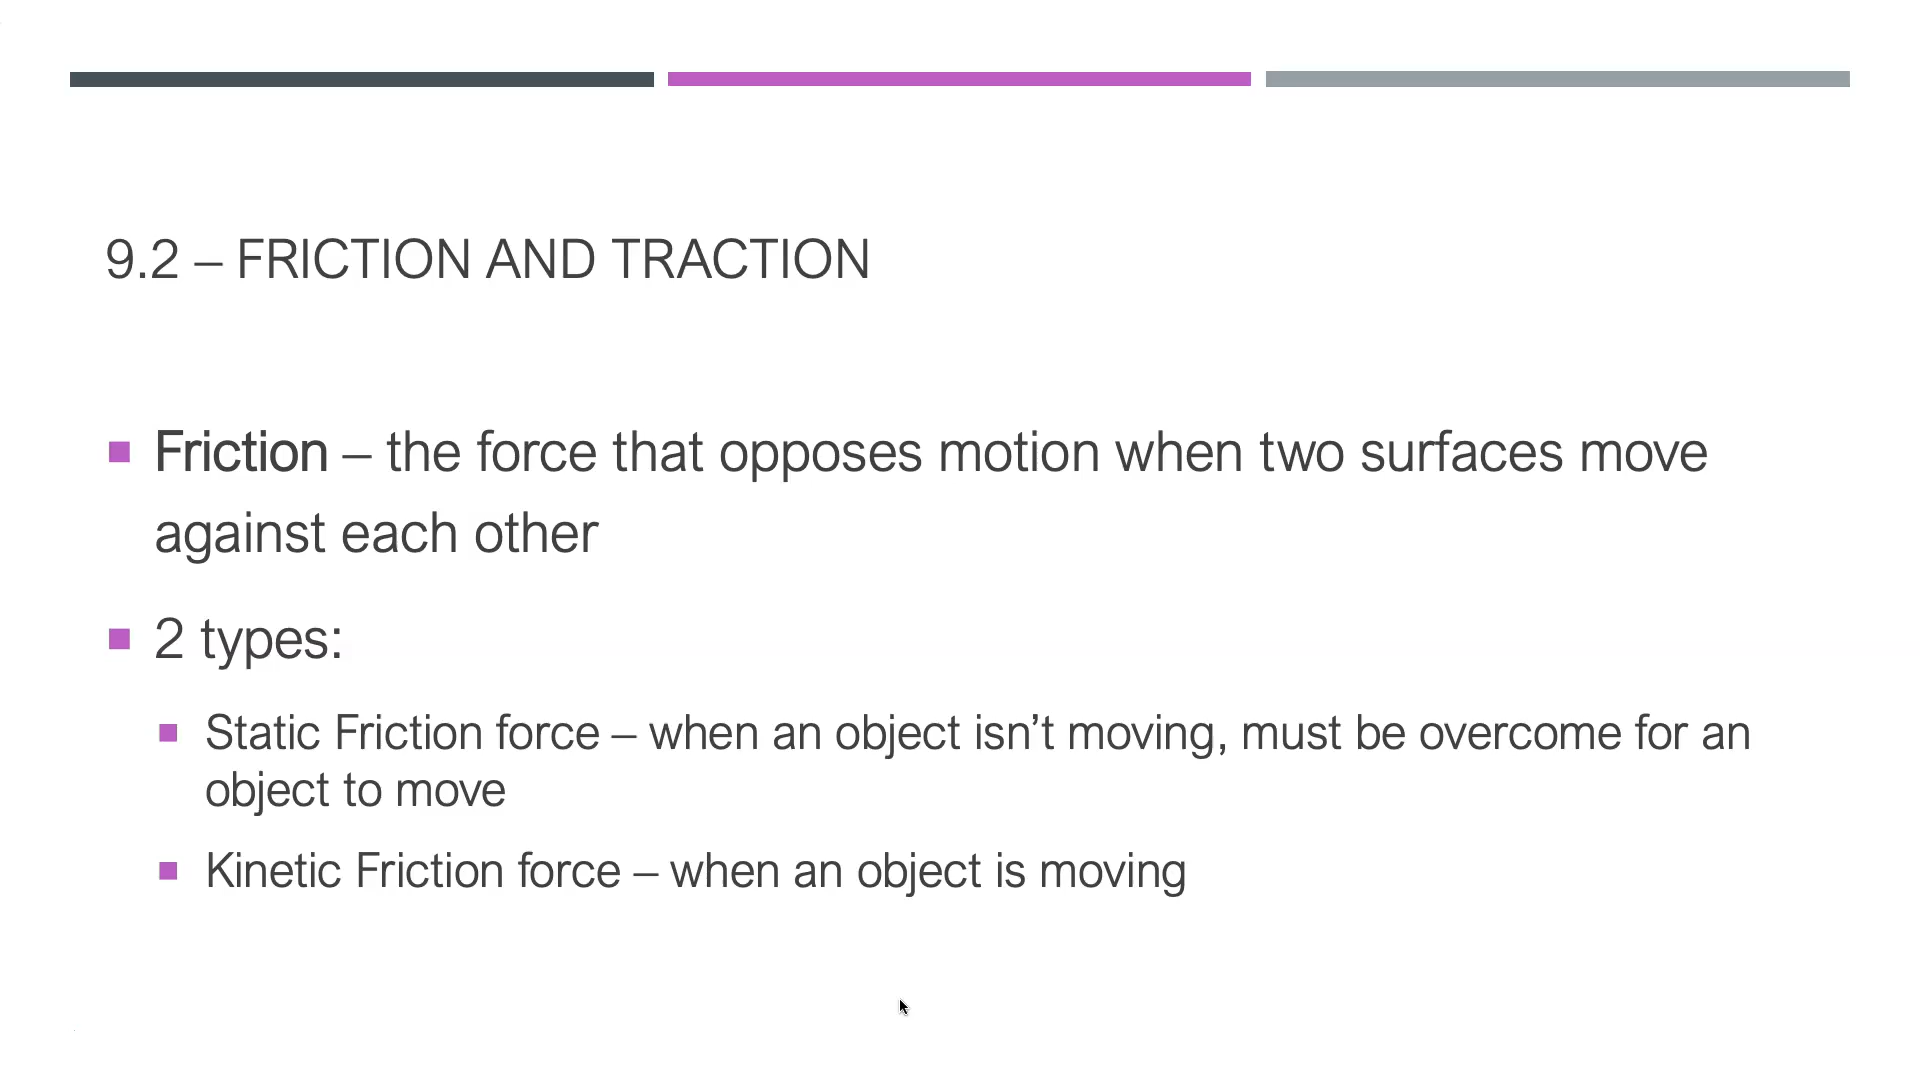 9.2 – FRICTION AND TRACTION
Friction – the force that opposes motion when two surfaces move
against each other
2 types:
Static Friction force – when an object isn’t moving, must be overcome for an
object to move
Kinetic Friction force – when an object is moving